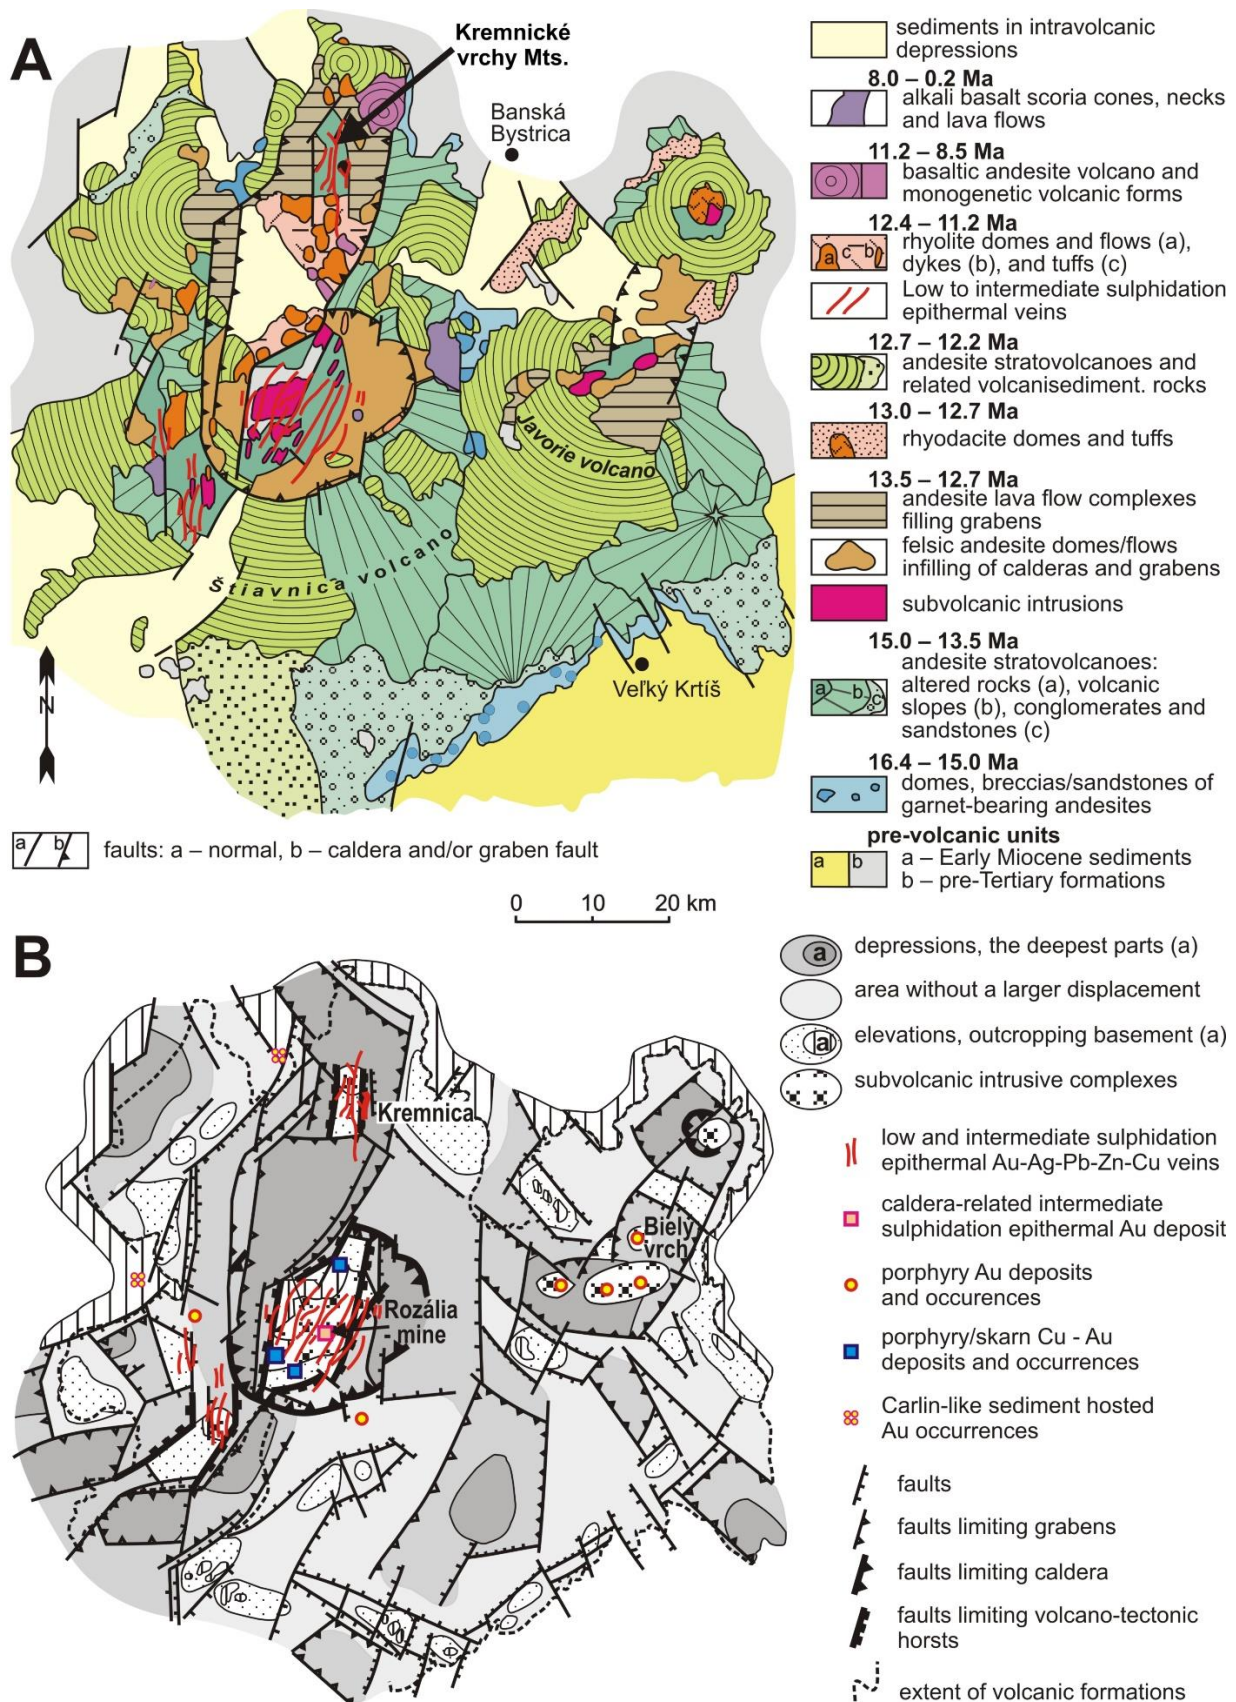 A
Kremnické
vrchy Mts.
Banská
Bystrica
Javorie volcano
Štiavnica volcano
Veľký Krtíš
N
sediments in intravolcanic
depressions
8.0 – 0.2 Ma
alkali basalt scoria cones, necks
and lava flows
11.2 – 8.5 Ma
basaltic andesite volcano and
monogenetic volcanic forms
12.4 – 11.2 Ma
a c b
rhyolite domes and flows (a),
dykes (b), and tuffs (c)
Low to intermediate sulphidation
epithermal veins
12.7 – 12.2 Ma
andesite stratovolcanoes and
related volcanisediment. rocks
13.0 – 12.7 Ma
rhyodacite domes and tuffs
13.5 – 12.7 Ma
andesite lava flow complexes
filling grabens
felsic andesite domes/flows
infilling of calderas and grabens
subvolcanic intrusions
15.0 – 13.5 Ma
andesite stratovolcanoes:
a b c
altered rocks (a), volcanic
slopes (b), conglomerates and
sandstones (c)
16.4 – 15.0 Ma
domes, breccias/sandstones of
garnet-bearing andesites
pre-volcanic units
a b
a – Early Miocene sediments
b – pre-Tertiary formations
a b
faults: a – normal, b – caldera and/or graben fault
0 10 20 km
B
Kremnica
Biely
vrch
Rozália
mine
a
depressions, the deepest parts (a)
area without a larger displacement
a
elevations, outcropping basement (a)
subvolcanic intrusive complexes
low and intermediate sulphidation
epithermal Au-Ag-Pb-Zn-Cu veins
caldera-related intermediate
sulphidation epithermal Au deposit
porphyry Au deposits
and occurences
porphyry/skarn Cu - Au
deposits and occurrences
Carlin-like sediment hosted
Au occurrences
faults
faults limiting grabens
faults limiting caldera
faults limiting volcano-tectonic
horsts
extent of volcanic formations